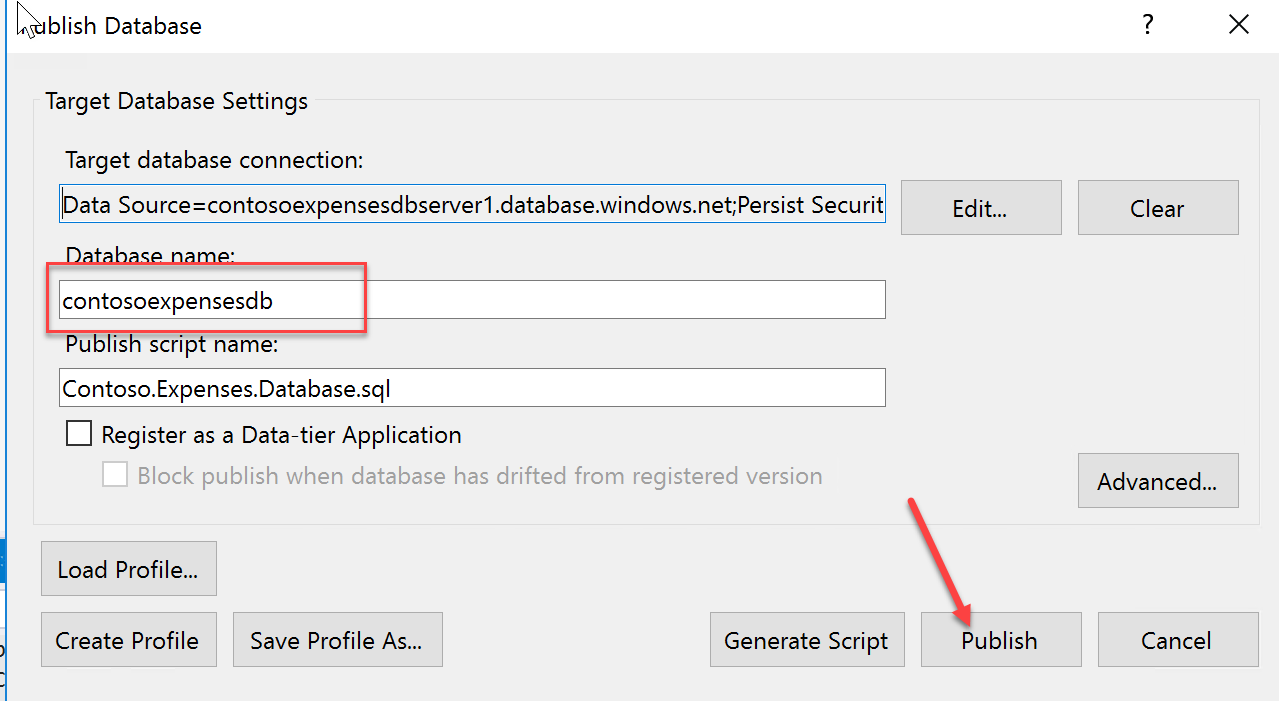 ublish Database
?
Target Database Settings
Target database connection:
Data Source=contosoexpensesdbserver1.database.windows.net;Persist Securit
Edit...
Clear
Database name:
contosoexpensesdb
Publish script name:
Contoso.Expenses.Database.sql
Register as a Data-tier Application
Block publish when database has drifted from registered version
Advanced...
Load Profile...
Create Profile
Save Profile As...
Generate Script
Publish
Cancel